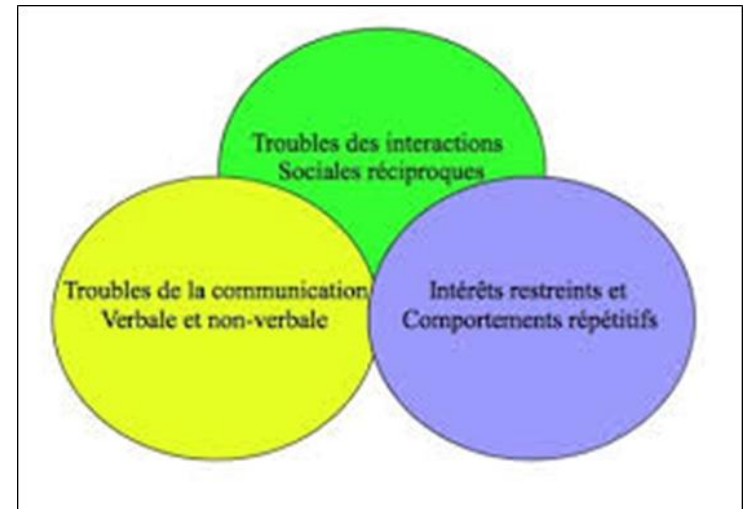 Troubles des interactions
Sociales réciproques
Troubles de la communication
Verbale et non-verbale
Intérêts restreints et
Comportements répétitifs